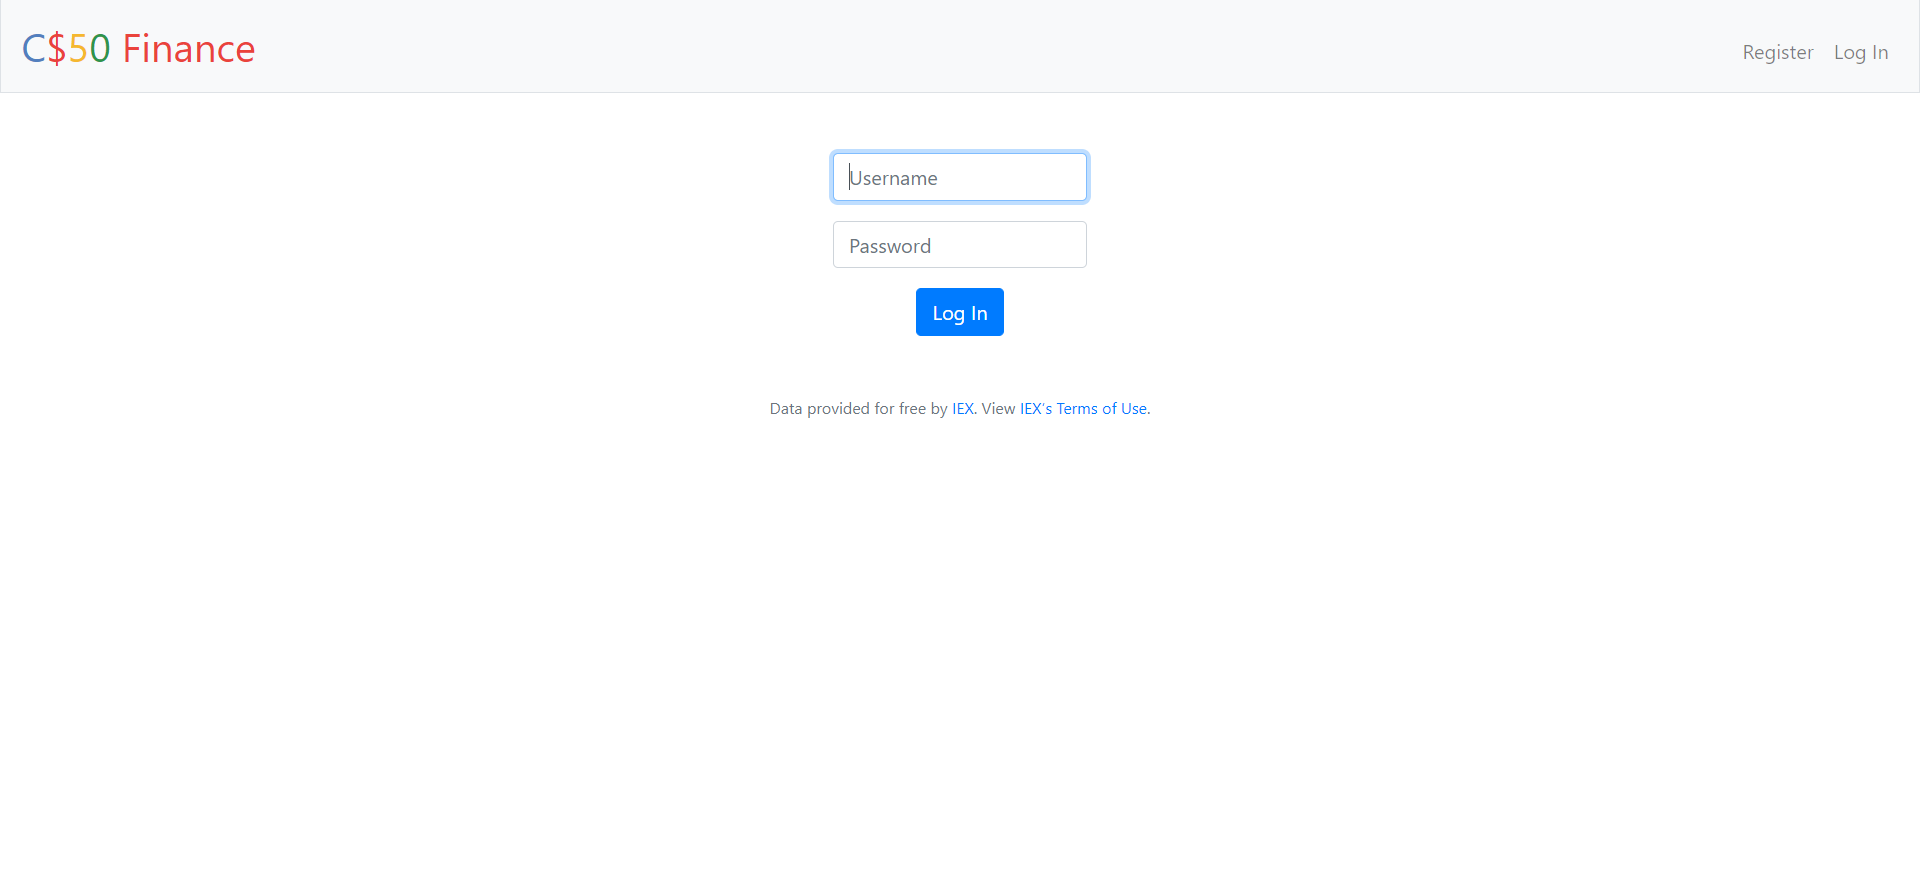 C$50 Finance
Register Log In
Username
Password
Log In
Data provided for free by IEX. View IEX's Terms of Use.